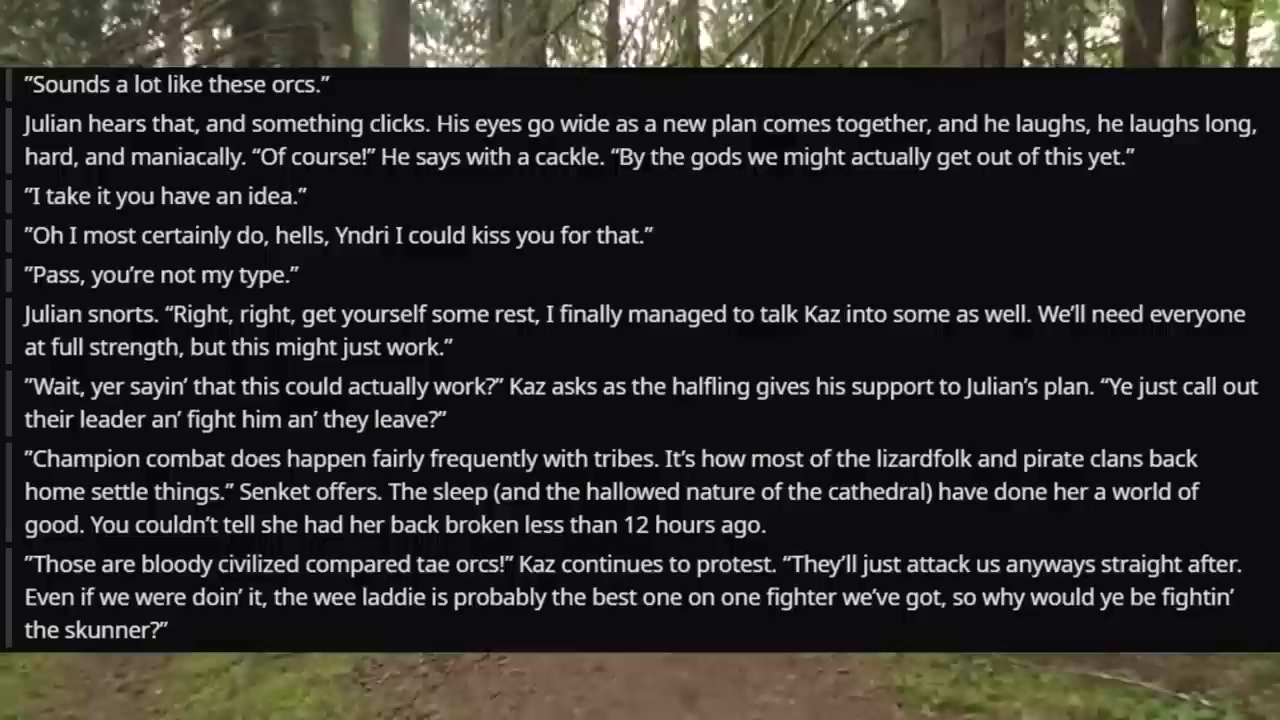 ”Sounds a lot like these orcs.”
Julian hears that, and something clicks. His eyes go wide as a new plan comes together, and he laughs, he laughs long,
hard, and maniacally. “Of course!” He says with a cackle. “By the gods we might actually get out of this yet.”
”I take it you have an idea.”
”Oh I most certainly do, hells, Yndri I could kiss you for that.”
”Pass, you’re not my type.”
Julian snorts. “Right, right, get yourself some rest, I finally managed to talk Kaz into some as well. We’ll need everyone
at full strength, but this might just work.”
”Wait, yer sayin’ that this could actually work?” Kaz asks as the halfling gives his support to Julian’s plan. “Ye just call out
their leader an’ fight him an’ they leave?”
”Champion combat does happen fairly frequently with tribes. It’s how most of the lizardfolk and pirate clans back
home settle things.” Senket offers. The sleep (and the hallowed nature of the cathedral) have done her a world of
good. You couldn’t tell she had her back broken less than 12 hours ago.
”Those are bloody civilized compared tae orcs!” Kaz continues to protest. “They’ll just attack us anyways straight after.
Even if we were doin’ it, the wee laddie is probably the best one on one fighter we’ve got, so why would ye be fightin’
the skunner?”